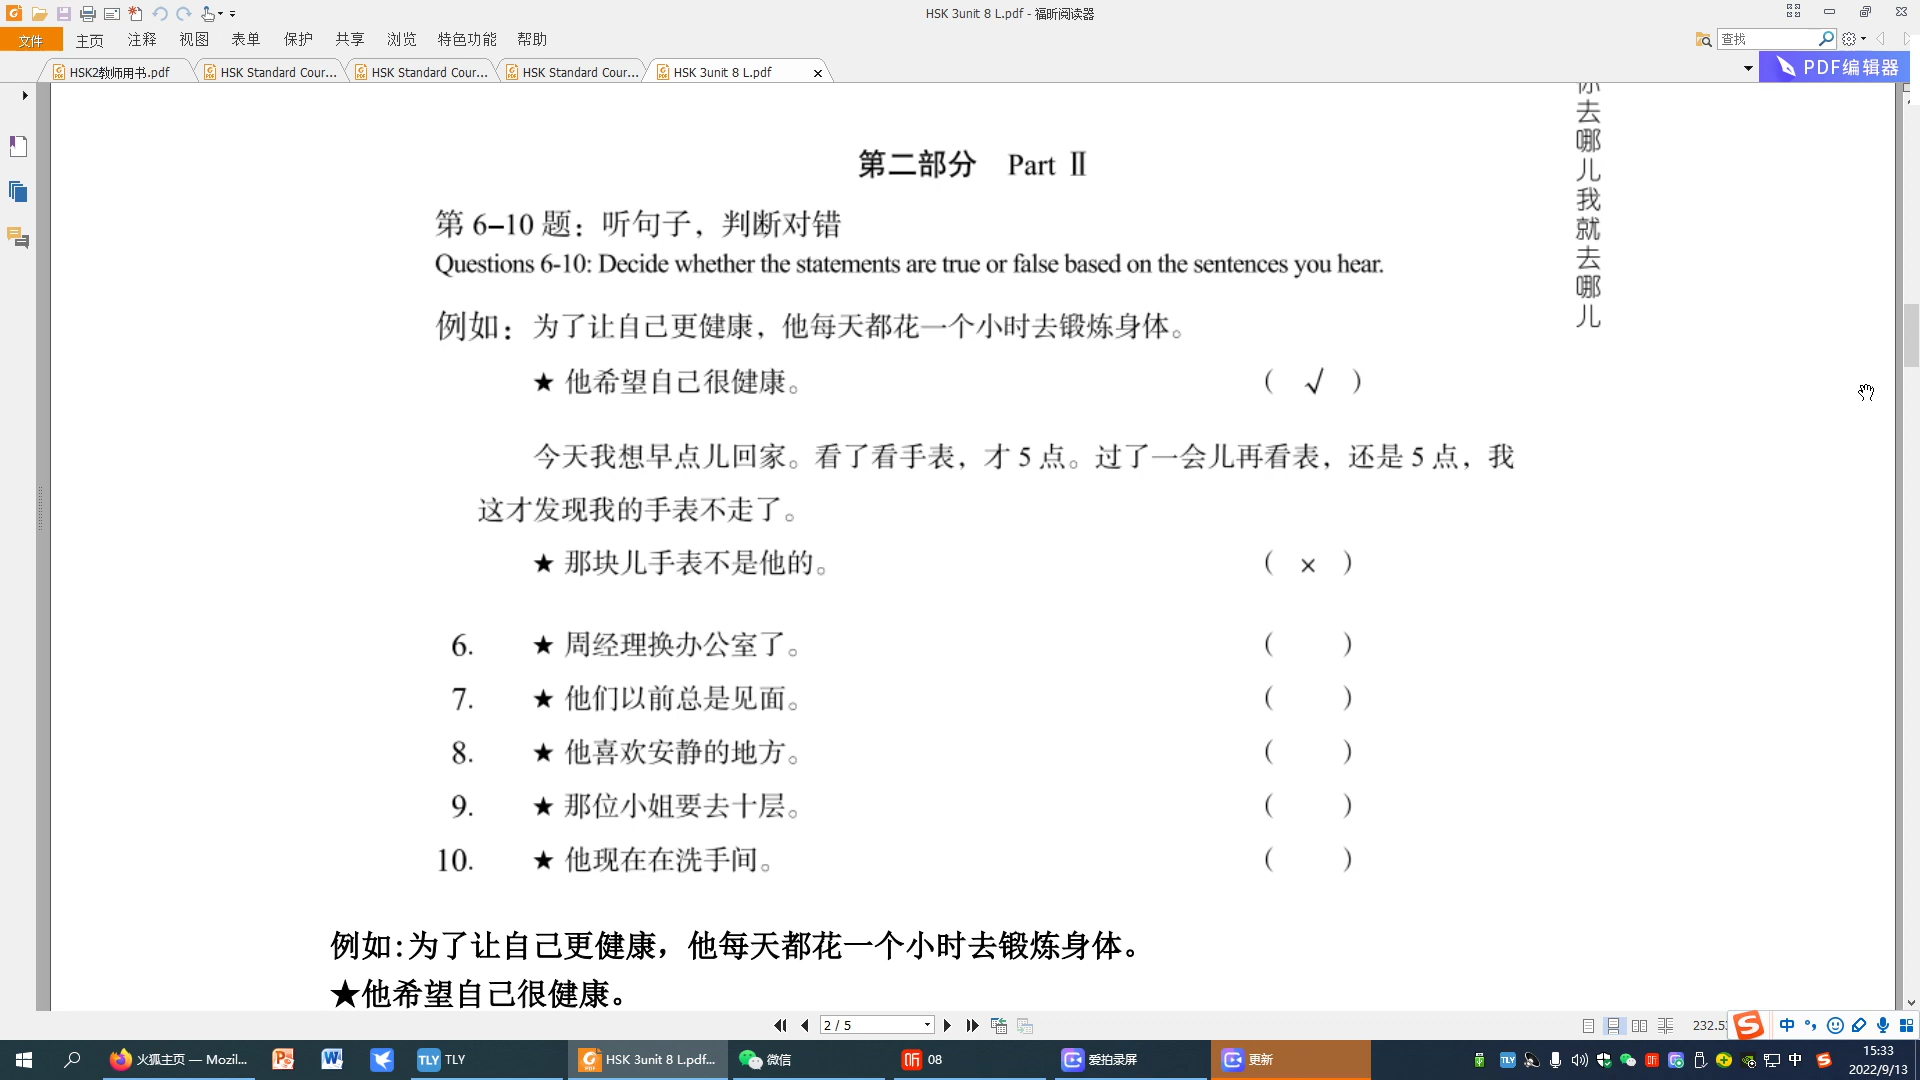 HSK 3unit 8 L.pdf - 福昕阅读器
文件 主页 注释 视图 表单 保护 共享 浏览 特色功能 帮助
查找
HSK2教师用书.pdf HSK Standard Cour... HSK Standard Cour... HSK Standard Cour... HSK 3unit 8 L.pdf
PDF编辑器
去哪儿我就去哪儿
第二部分 Part Ⅱ
第 6–10 题：听句子，判断对错
Questions 6-10: Decide whether the statements are true or false based on the sentences you hear.
例如：为了让自己更健康，他每天都花一个小时去锻炼身体。
★ 他希望自己很健康。 （ √ ）
今天我想早点儿回家。看了看手表，才 5 点。过了一会儿再看表，还是 5 点，我
这才发现我的手表不走了。
★ 那块儿手表不是他的。 （ × ）
6. ★ 周经理换办公室了。 （ ）
7. ★ 他们以前总是见面。 （ ）
8. ★ 他喜欢安静的地方。 （ ）
9. ★ 那位小姐要去十层。 （ ）
10. ★ 他现在在洗手间。 （ ）
例如:为了让自己更健康，他每天都花一个小时去锻炼身体。
★他希望自己很健康。
2 / 5
中
火狐主页 — Mozil... TLY TLY HSK 3unit 8 L.pdf... 微信 听 08 爱拍录屏 更新
TLY 听 中
15:33
2022/9/13